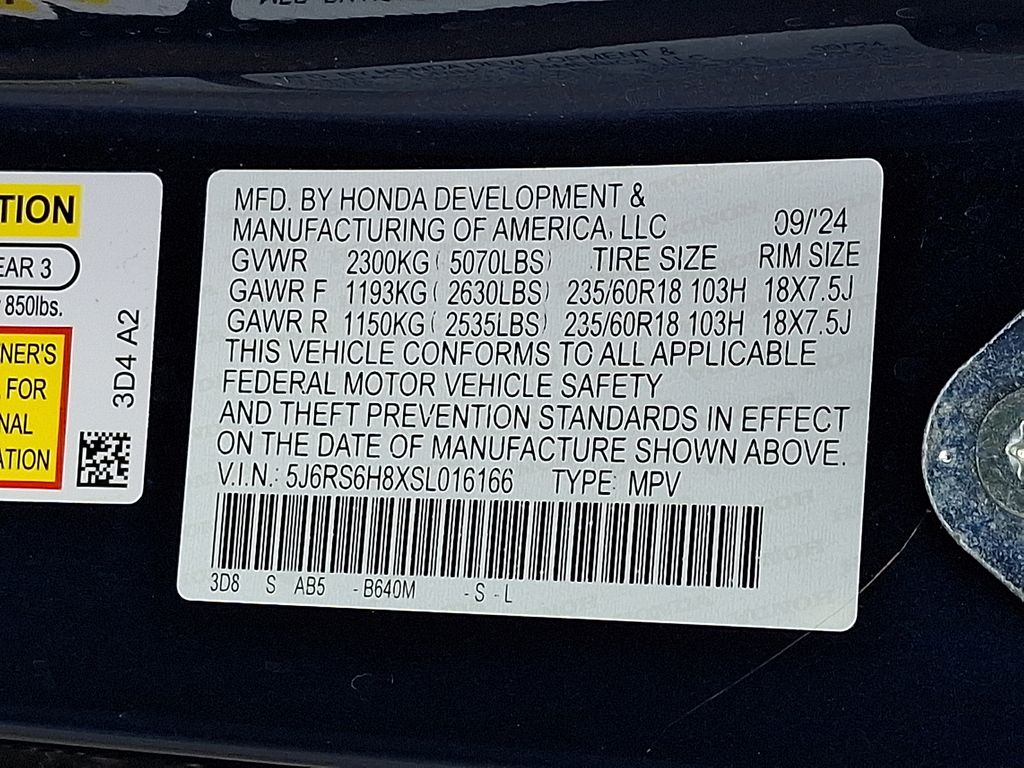 MFD. BY HONDA DEVELOPMENT &
MANUFACTURING OF AMERICA, LLC 09/'24
GVWR 2300KG ( 5070LBS) TIRE SIZE RIM SIZE
GAWR F 1193KG ( 2630LBS) 235/60R18 103H 18X7.5J
GAWR R 1150KG ( 2535LBS) 235/60R18 103H 18X7.5J
THIS VEHICLE CONFORMS TO ALL APPLICABLE
FEDERAL MOTOR VEHICLE SAFETY
AND THEFT PREVENTION STANDARDS IN EFFECT
ON THE DATE OF MANUFACTURE SHOWN ABOVE.
V.I.N.: 5J6RS6H8XSL016166 TYPE: MPV
3D8 S AB5 -B640M -S -L
TION
EAR 3
850lbs.
NER'S
FOR
NAL
ATION
3D4 A2